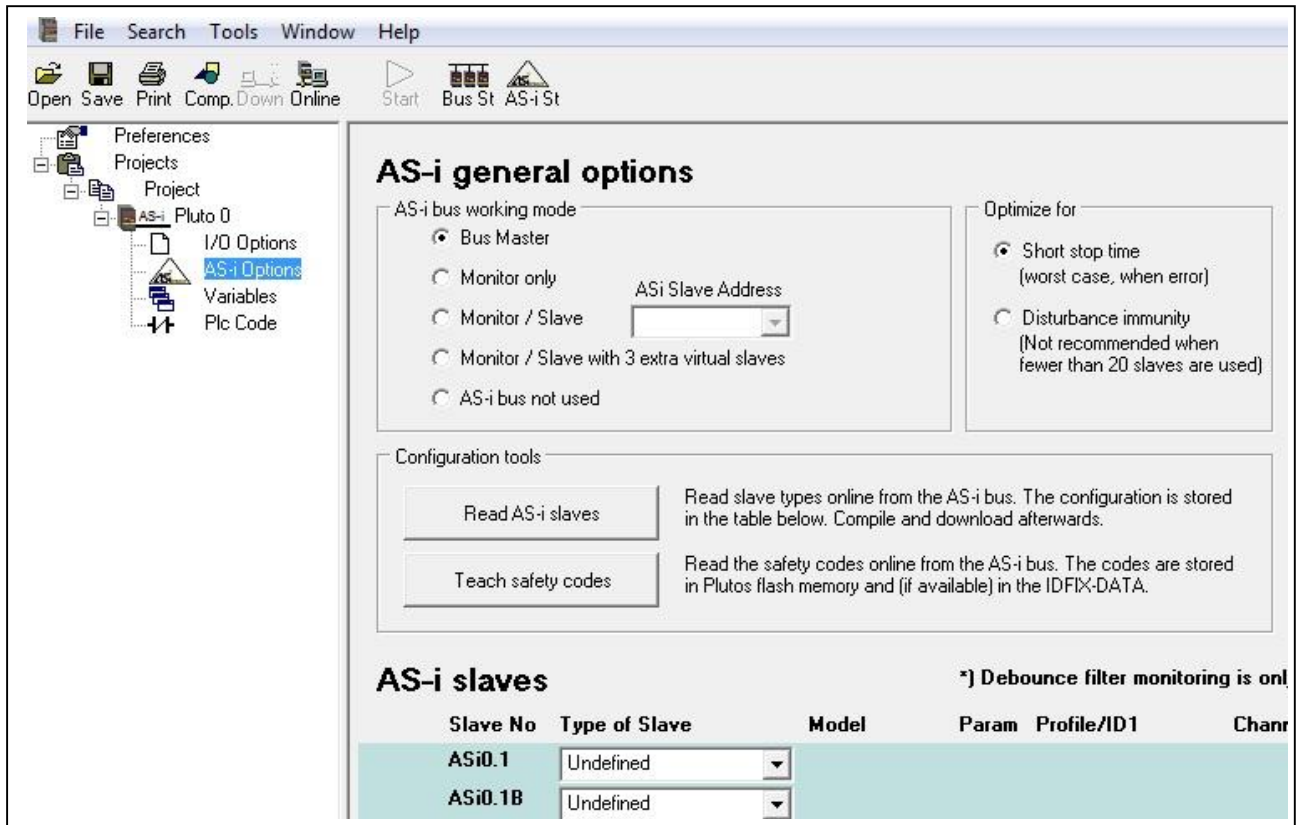 File Search Tools Window Help
Open Save Print Comp. Down Online Start Bus St AS-i St
Preferences
Projects
Project
AS-i Pluto 0
I/O Options
AS-i Options
Variables
Plc Code
AS-i general options
AS-i bus working mode
Bus Master
Monitor only
ASi Slave Address
Monitor / Slave
Monitor / Slave with 3 extra virtual slaves
AS-i bus not used
Optimize for
Short stop time
(worst case, when error)
Disturbance immunity
(Not recommended when
fewer than 20 slaves are used)
Configuration tools
Read AS-i slaves
Read slave types online from the AS-i bus. The configuration is stored
in the table below. Compile and download afterwards.
Teach safety codes
Read the safety codes online from the AS-i bus. The codes are stored
in Plutos flash memory and (if available) in the IDFIX-DATA.
AS-i slaves
*) Debounce filter monitoring is onl
Slave No Type of Slave Model Param Profile/ID1 Chann
ASi0.1 Undefined
ASi0.1B Undefined